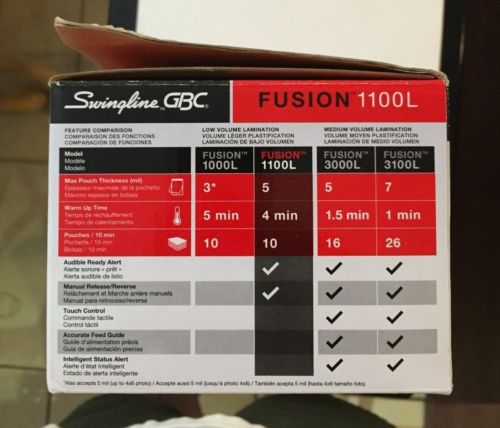 Swingline™ GBC®
FUSION™ 1100L
FEATURE COMPARISON
COMPARAISON DES FONCTIONS
COMPARACIÓN DE FUNCIONES
LOW VOLUME LAMINATION
VOLUME LÉGER PLASTIFICATION
LAMINACIÓN DE BAJO VOLUMEN
MEDIUM VOLUME LAMINATION
VOLUME MOYEN PLASTIFICATION
LAMINACIÓN DE MEDIO VOLUMEN
Model
Modèle
Modelo
FUSION™
1000L
FUSION™
1100L
FUSION™
3000L
FUSION™
3100L
Max Pouch Thickness (mil)
Épaisseur maximale de la pochette
Máximo espesor en bolsas
3* 5 5 7
Warm Up Time
Temps de réchauffement
Tiempo de calentamiento
5 min 4 min 1.5 min 1 min
Pouches / 10 min
Pochette / 10 min
Bolsas / 10 min
10 10 16 26
Audible Ready Alert
Alerte sonore « prêt »
Alerta audible de listo
Manual Release/Reverse
Relâchement et Marche arrière manuels
Manual para retroceso/reverso
Touch Control
Commande tactile
Control táctil
Accurate Feed Guide
Guide d'alimentation précis
Guía de alimentación precisa
Intelligent Status Alert
Alerte d'état intelligent
Estado de alerta inteligente
*Also accepts 5 mil (up to 4x6 photo) / Accepte aussi 5 mil (jusqu'à photo 4x6) / También acepta 5 mil (hasta 4x6 tamaño foto)